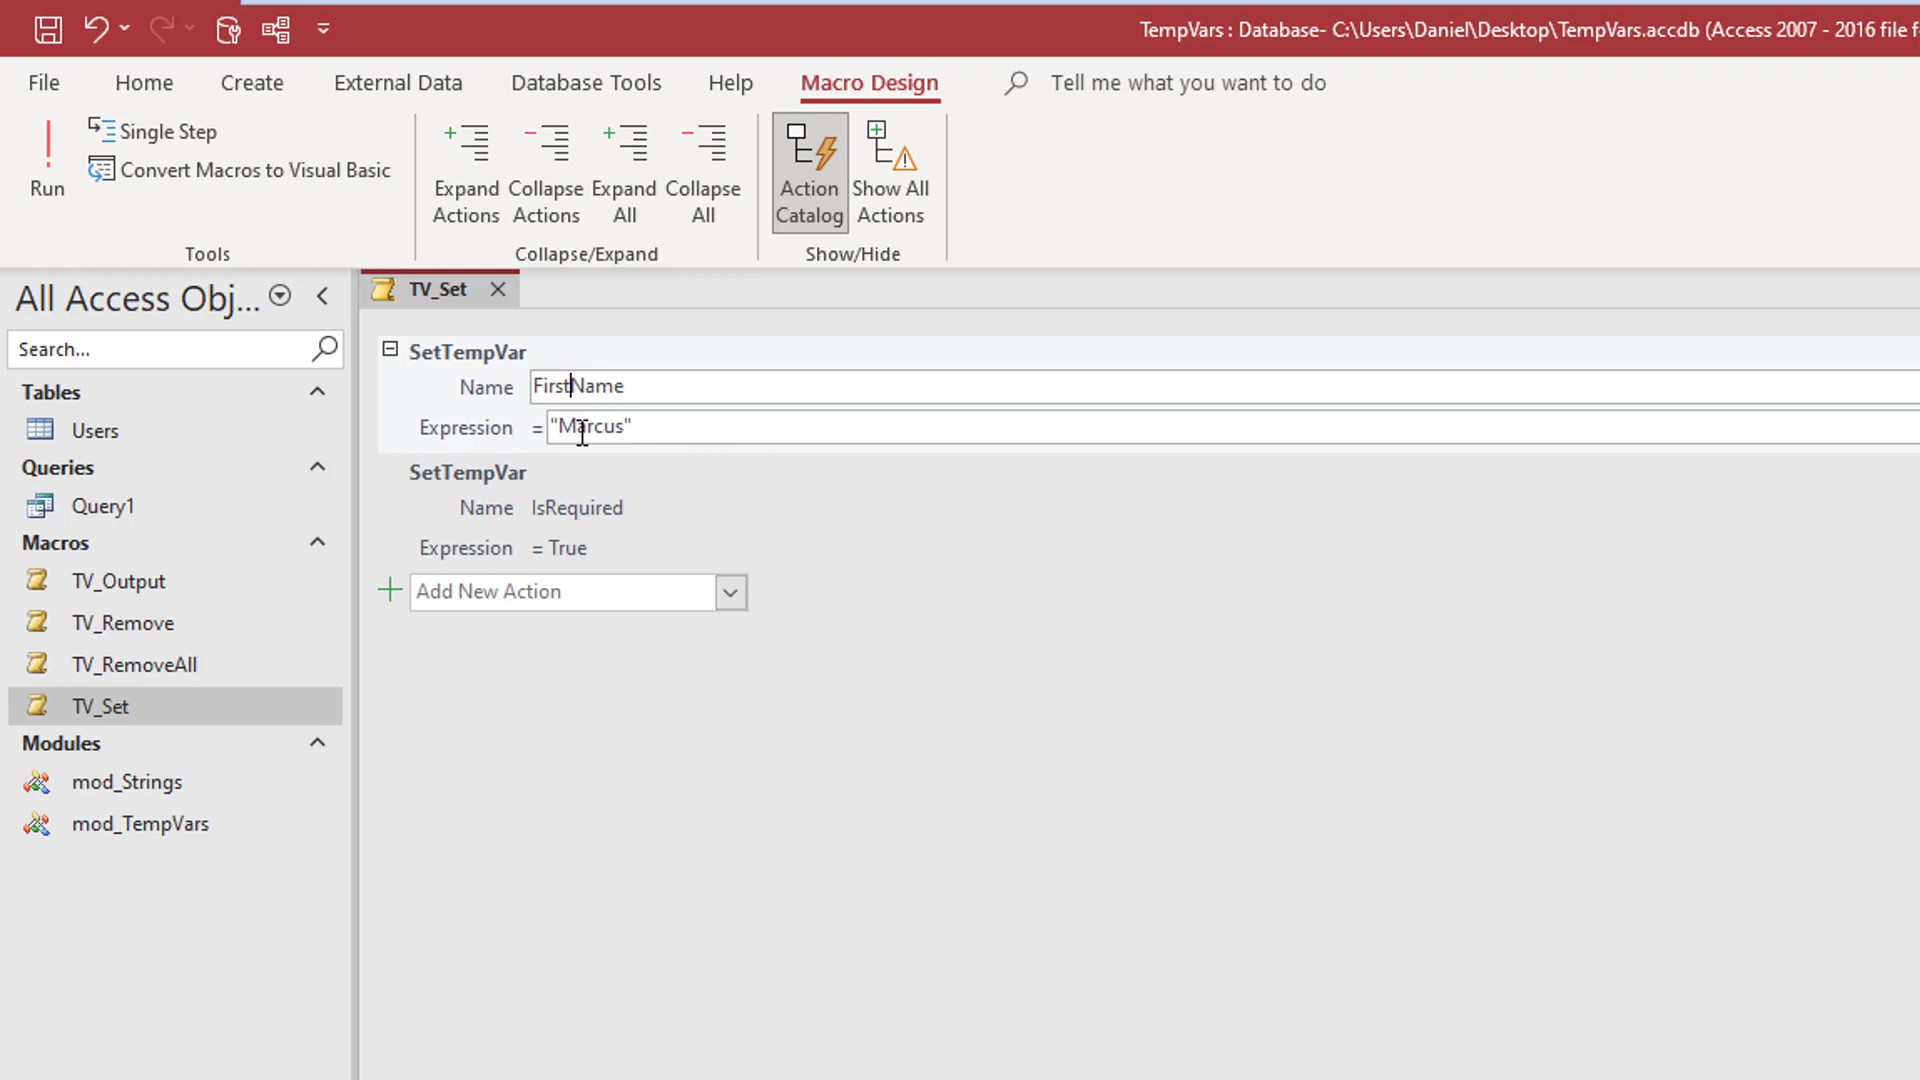 TempVars : Database- C:\Users\Daniel\Desktop\TempVars.accdb (Access 2007 - 2016 file f
File Home Create External Data Database Tools Help Macro Design Tell me what you want to do
Run
Single Step
Convert Macros to Visual Basic
Tools
Expand Actions
Collapse Actions
Expand All
Collapse All
Collapse/Expand
Action Catalog
Show All Actions
Show/Hide
All Access Obj...
Search...
Tables
Users
Queries
Query1
Macros
TV_Output
TV_Remove
TV_RemoveAll
TV_Set
Modules
mod_Strings
mod_TempVars
TV_Set
SetTempVar
Name FirstName
Expression = "Marcus"
SetTempVar
Name IsRequired
Expression = True
Add New Action